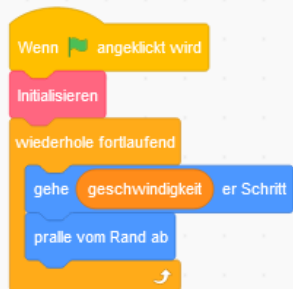 Wenn angeklickt wird
Initialisieren
wiederhole fortlaufend
gehe geschwindigkeit er Schritt
pralle vom Rand ab